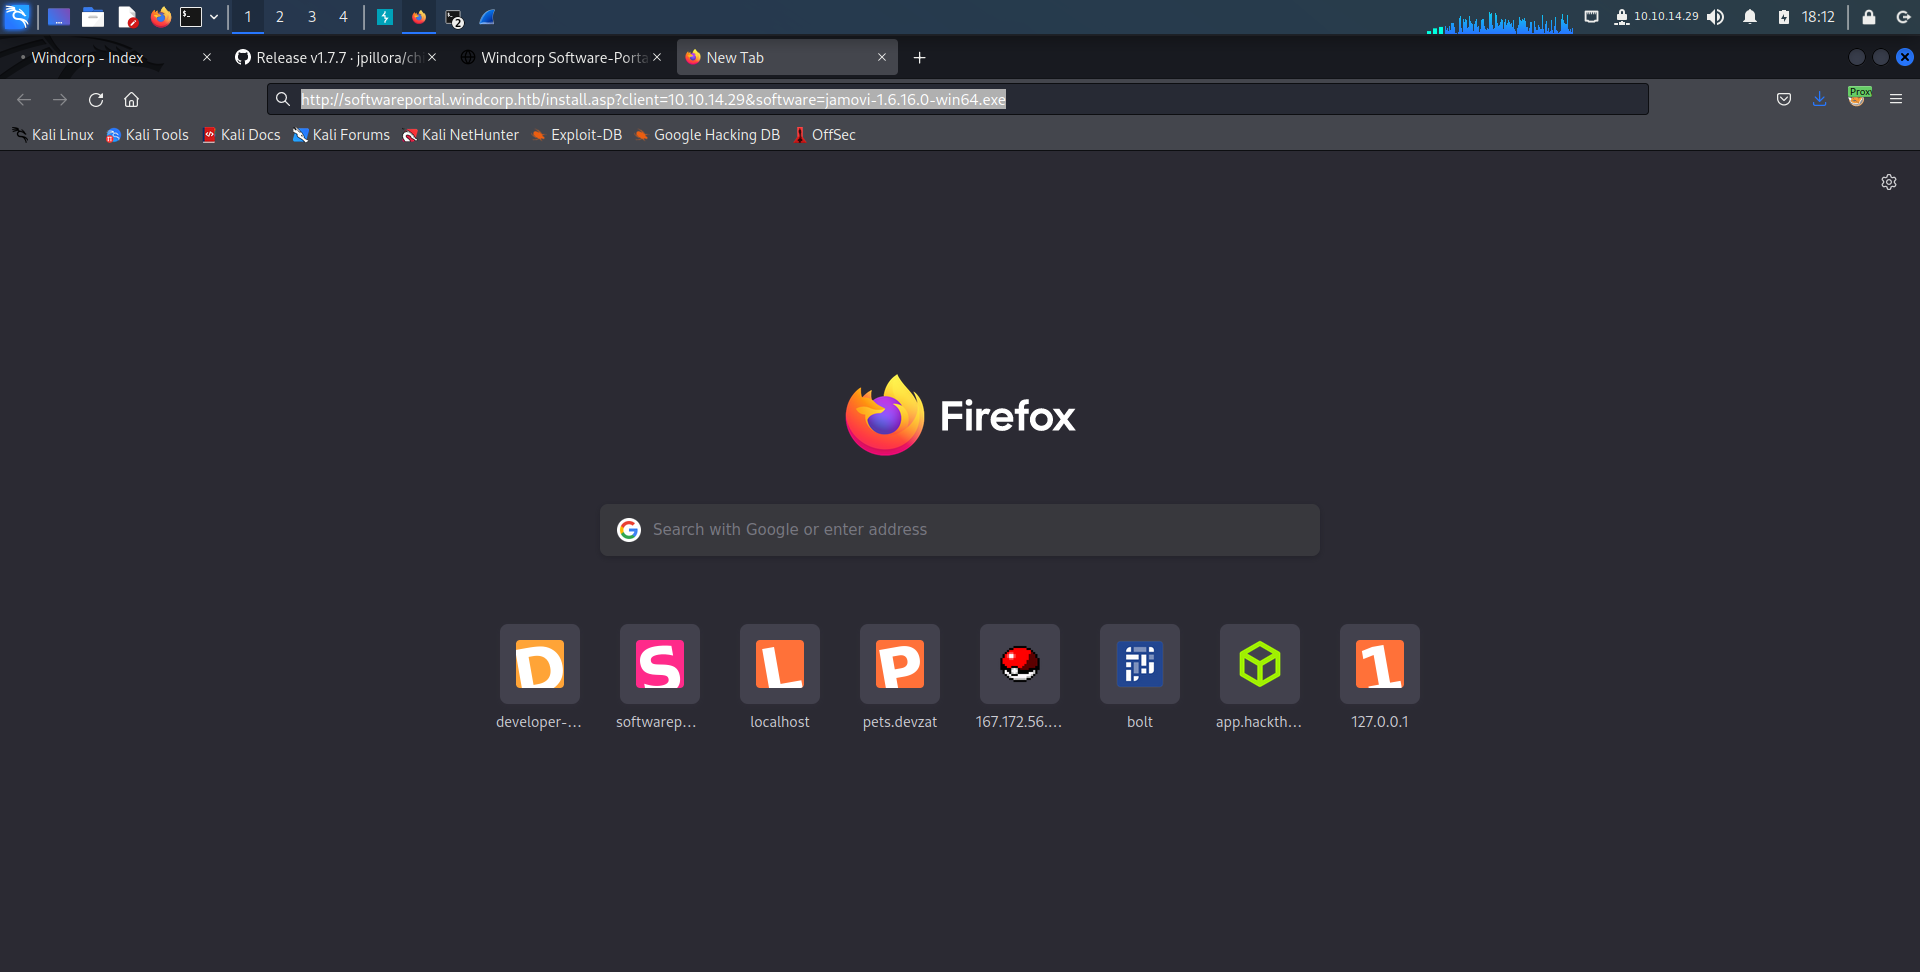 1 2 3 4 2 10.10.14.29 18:12
Windcorp - Index Release v1.7.7 · jpillora/ch Windcorp Software-Porta New Tab
http://softwareportal.windcorp.htb/install.asp?client=10.10.14.29&software=jamovi-1.6.16.0-win64.exe Proxy
Kali Linux Kali Tools Kali Docs Kali Forums Kali NetHunter Exploit-DB Google Hacking DB OffSec
Firefox
Search with Google or enter address
D S L P 1
developer-... softwarep... localhost pets.devzat 167.172.56.... bolt app.hackth... 127.0.0.1